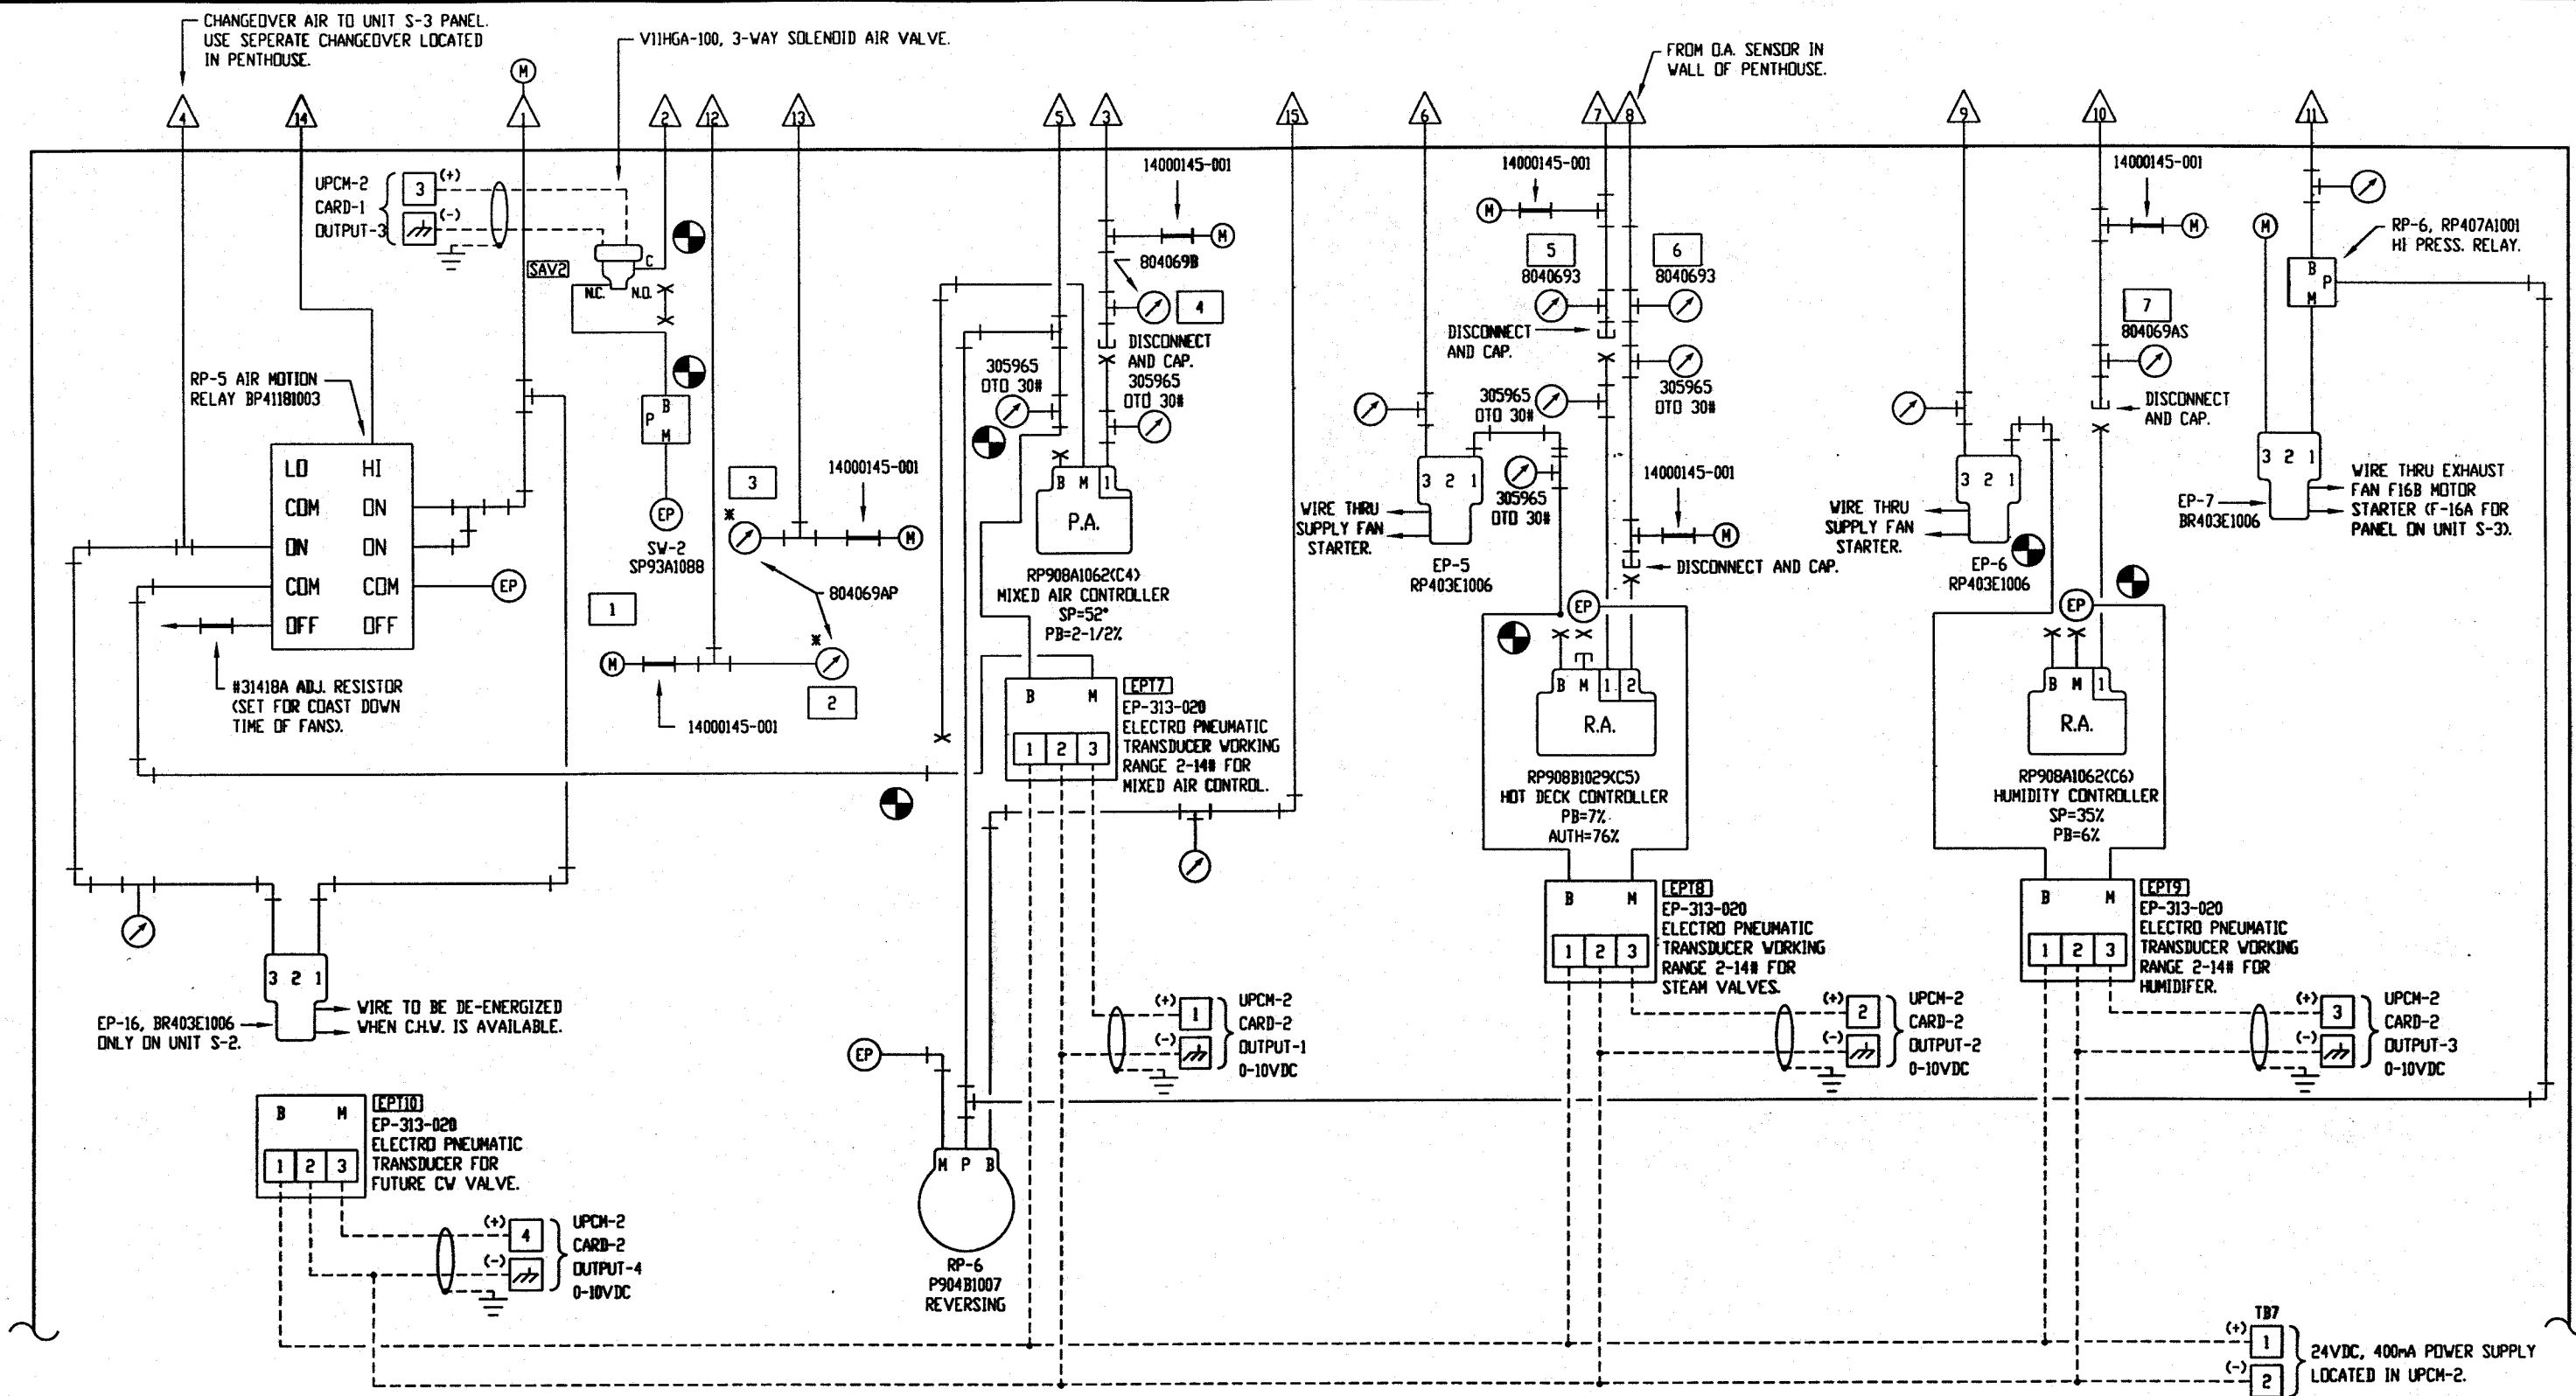 CHANGEOVER AIR TO UNIT S-3 PANEL.
USE SEPERATE CHANGEOVER LOCATED
IN PENTHOUSE.
V11HGA-100, 3-WAY SOLENOID AIR VALVE.
FROM O.A. SENSOR IN
WALL OF PENTHOUSE.
M
4
14
1
2
12
13
5
3
15
6
7
8
9
10
11
UPCM-2
CARD-1
OUTPUT-3
3
(+)
(-)
SAV2
C
N.C.
N.O.
14000145-001
M
804069B
4
DISCONNECT
AND CAP.
305965
0TO 30#
305965
0TO 30#
14000145-001
M
5
8040693
6
8040693
DISCONNECT
AND CAP.
305965
0TO 30#
305965
0TO 30#
305965
0TO 30#
14000145-001
M
7
804069AS
DISCONNECT
AND CAP.
M
RP-6, RP407A1001
HI PRESS. RELAY.
B
P
M
RP-5 AIR MOTION
RELAY BP41181003
LO HI
COM ON
ON ON
COM COM
OFF OFF
EP
#31418A ADJ. RESISTOR
(SET FOR COAST DOWN
TIME OF FANS).
P
B
M
EP
SW-2
SP93A1088
3
*
14000145-001
M
804069AP
1
M
*
2
14000145-001
B M 1
P.A.
RP908A1062(C4)
MIXED AIR CONTROLLER
SP=52°
PB=2-1/2%
3 2 1
WIRE THRU
SUPPLY FAN
STARTER.
EP-5
RP403E1006
14000145-001
M
DISCONNECT AND CAP.
EP
B M 1 2
R.A.
RP908B1029(C5)
HOT DECK CONTROLLER
PB=7%
AUTH=76%
3 2 1
WIRE THRU
SUPPLY FAN
STARTER.
EP-6
RP403E1006
EP
B M 1
R.A.
RP908A1062(C6)
HUMIDITY CONTROLLER
SP=35%
PB=6%
3 2 1
EP-7
BR403E1006
WIRE THRU EXHAUST
FAN F16B MOTOR
STARTER (F-16A FOR
PANEL ON UNIT S-3).
B M
1 2 3
EPT7
EP-313-020
ELECTRO PNEUMATIC
TRANSDUCER WORKING
RANGE 2-14# FOR
MIXED AIR CONTROL.
B M
1 2 3
EPT8
EP-313-020
ELECTRO PNEUMATIC
TRANSDUCER WORKING
RANGE 2-14# FOR
STEAM VALVES.
B M
1 2 3
EPT9
EP-313-020
ELECTRO PNEUMATIC
TRANSDUCER WORKING
RANGE 2-14# FOR
HUMIDIFER.
3 2 1
EP-16, BR403E1006
ONLY ON UNIT S-2.
WIRE TO BE DE-ENERGIZED
WHEN C.H.W. IS AVAILABLE.
(+)
1
(-)
UPCM-2
CARD-2
OUTPUT-1
0-10VDC
(+)
2
(-)
UPCM-2
CARD-2
OUTPUT-2
0-10VDC
(+)
3
(-)
UPCM-2
CARD-2
OUTPUT-3
0-10VDC
B M
1 2 3
EPT10
EP-313-020
ELECTRO PNEUMATIC
TRANSDUCER FOR
FUTURE CW VALVE.
(+)
4
(-)
UPCM-2
CARD-2
OUTPUT-4
0-10VDC
EP
M P B
RP-6
P904B1007
REVERSING
TB7
(+)
1
(-)
2
24VDC, 400mA POWER SUPPLY
LOCATED IN UPCM-2.